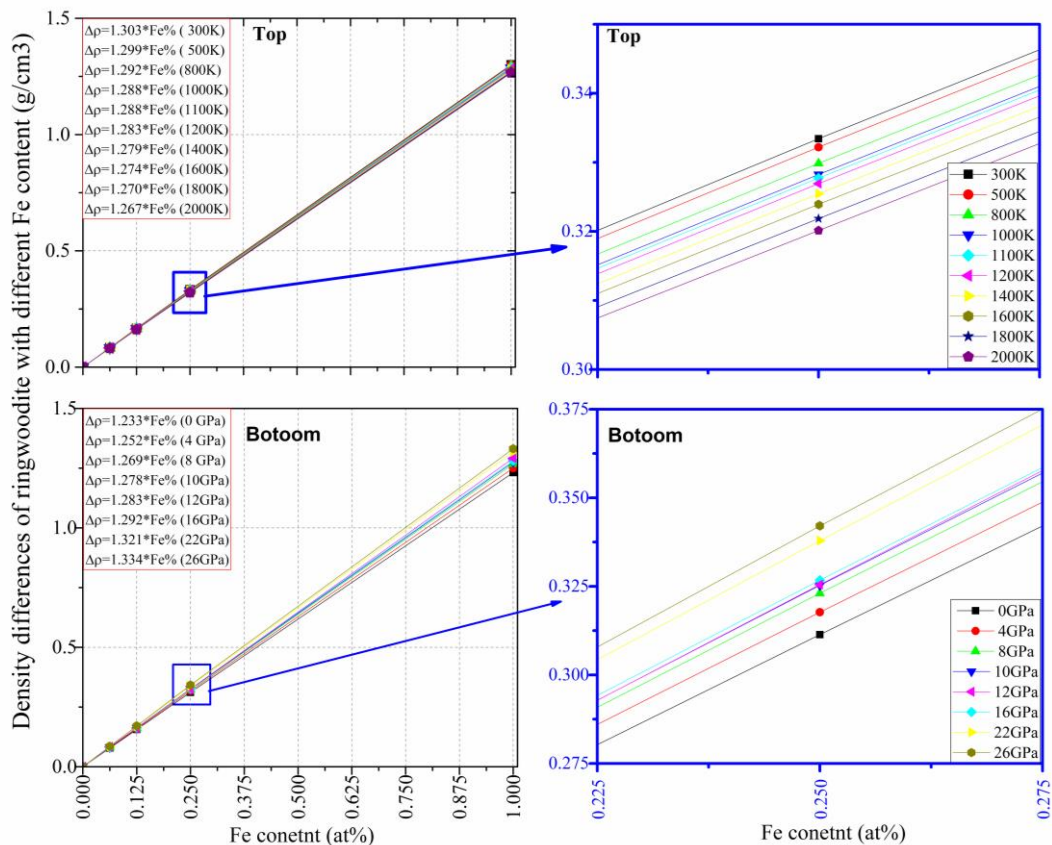 Density differences of ringwoodite with different Fe content (g/cm3)
1.5
1.0
0.5
0.0
Δρ=1.303*Fe% ( 300K)
Δρ=1.299*Fe% ( 500K)
Δρ=1.292*Fe% (800K)
Δρ=1.288*Fe% (1000K)
Δρ=1.288*Fe% (1100K)
Δρ=1.283*Fe% (1200K)
Δρ=1.279*Fe% (1400K)
Δρ=1.274*Fe% (1600K)
Δρ=1.270*Fe% (1800K)
Δρ=1.267*Fe% (2000K)
Top
Top
0.34
0.32
0.30
300K
500K
800K
1000K
1100K
1200K
1400K
1600K
1800K
2000K
1.5
1.0
0.5
0.0
Δρ=1.233*Fe% (0 GPa)
Δρ=1.252*Fe% (4 GPa)
Δρ=1.269*Fe% (8 GPa)
Δρ=1.278*Fe% (10GPa)
Δρ=1.283*Fe% (12GPa)
Δρ=1.292*Fe% (16GPa)
Δρ=1.321*Fe% (22GPa)
Δρ=1.334*Fe% (26GPa)
Botoom
0.000
0.125
0.250
0.375
0.500
0.625
0.750
0.875
1.000
Fe conetnt (at%)
Botoom
0.375
0.350
0.325
0.300
0.275
0GPa
4GPa
8GPa
10GPa
12GPa
16GPa
22GPa
26GPa
0.225
0.250
0.275
Fe conetnt (at%)